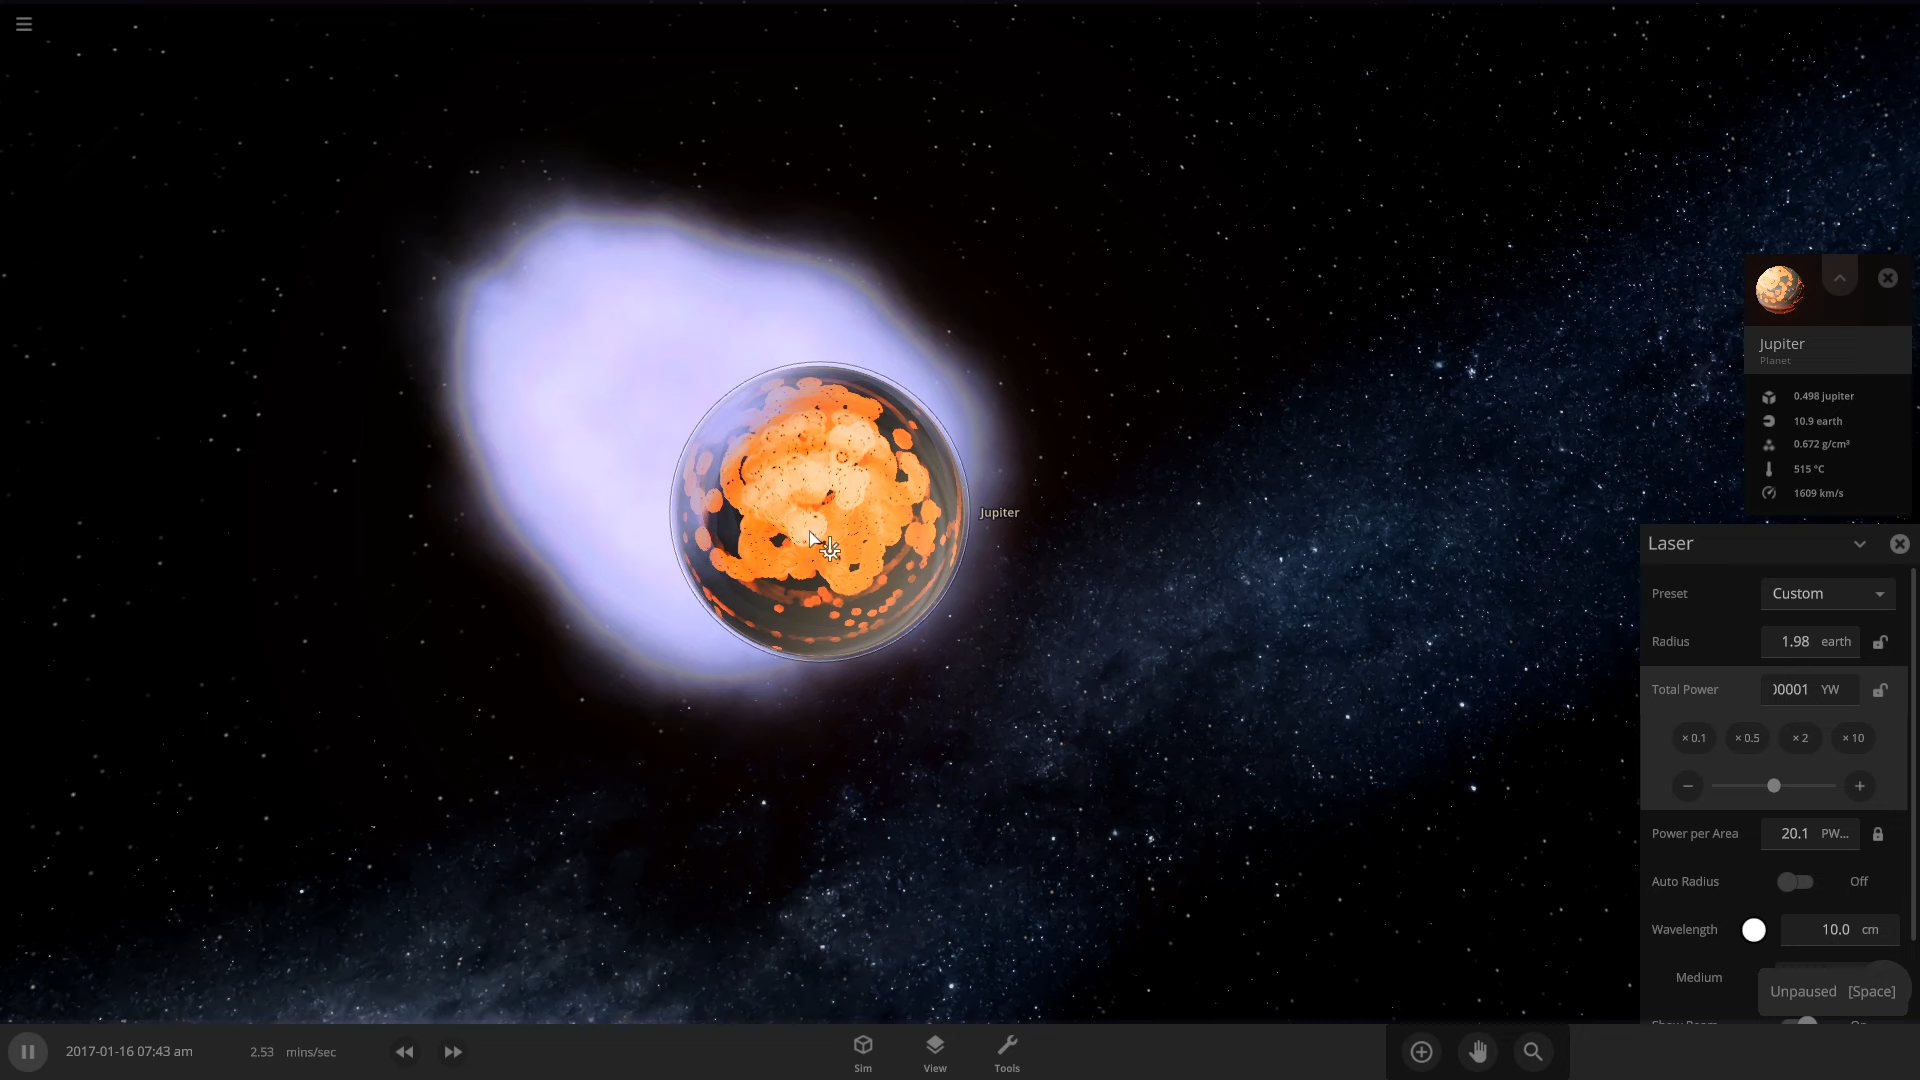 Jupiter
Jupiter
Planet
0.498 jupiter
10.9 earth
0.672 g/cm³
515 °C
1609 km/s
Laser
Preset Custom
Radius 1.98 earth
Total Power 00001 YW
× 0.1 × 0.5 × 2 × 10
Power per Area 20.1 PW...
Auto Radius Off
Wavelength 10.0 cm
Medium
Unpaused [Space]
2017-01-16 07:43 am 2.53 mins/sec
Sim View Tools